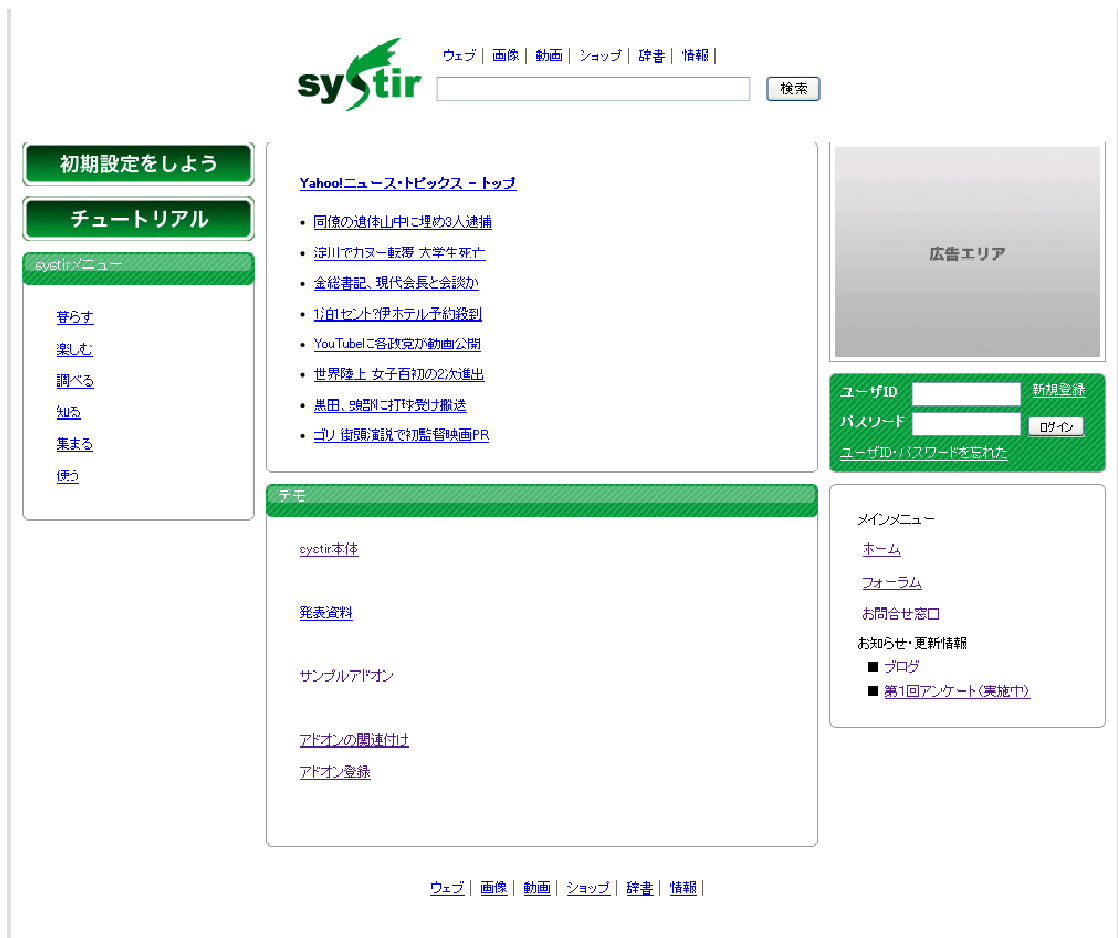 systir
ウェブ│ 画像│ 動画│ ショップ│ 辞書│ 情報│
検索
初期設定をしよう
チュートリアル
systirメニュー
暮らす
楽しむ
調べる
知る
集まる
使う
Yahoo!ニュース・トピックス - トップ
同僚の遺体山中に埋め3人逮捕
淀川でカヌー転覆 大学生死亡
金総書記、現代会長と会談か
1泊1セント?伊ホテル予約殺到
YouTubeに各政党が動画公開
世界陸上 女子百初の2次進出
黒田、頭部に打球受け搬送
ゴリ 街頭演説で初監督映画PR
デモ
systir本体
発表資料
サンプルアドオン
アドオンの関連付け
アドオン登録
広告エリア
ユーザID 新規登録
パスワード ログイン
ユーザID・パスワードを忘れた
メインメニュー
ホーム
フォーラム
お問合せ窓口
お知らせ・更新情報
■ ブログ
■ 第1回アンケート(実施中)
ウェブ│ 画像│ 動画│ ショップ│ 辞書│ 情報│